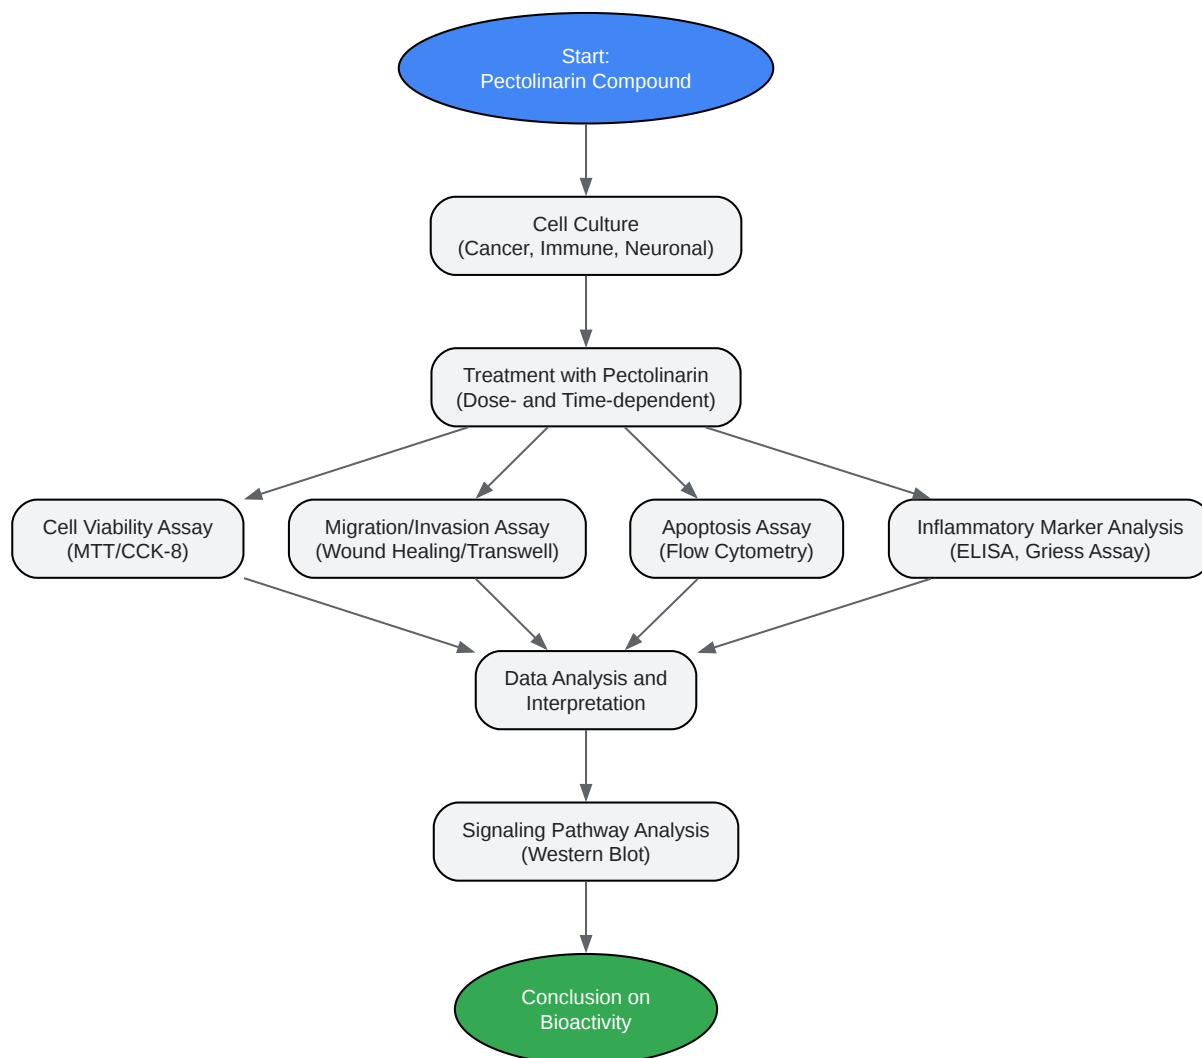 Start:
Pectolinarin Compound
Cell Culture
(Cancer, Immune, Neuronal)
Treatment with Pectolinarin
(Dose- and Time-dependent)
Cell Viability Assay
(MTT/CCK-8)
Migration/Invasion Assay
(Wound Healing/Transwell)
Apoptosis Assay
(Flow Cytometry)
Inflammatory Marker Analysis
(ELISA, Griess Assay)
Data Analysis and
Interpretation
Signaling Pathway Analysis
(Western Blot)
Conclusion on
Bioactivity